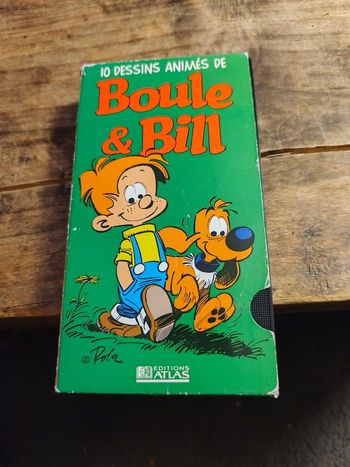 10 DESSINS ANIMÉS DE
Boule
& Bill
© Roba
EDITIONS
ATLAS